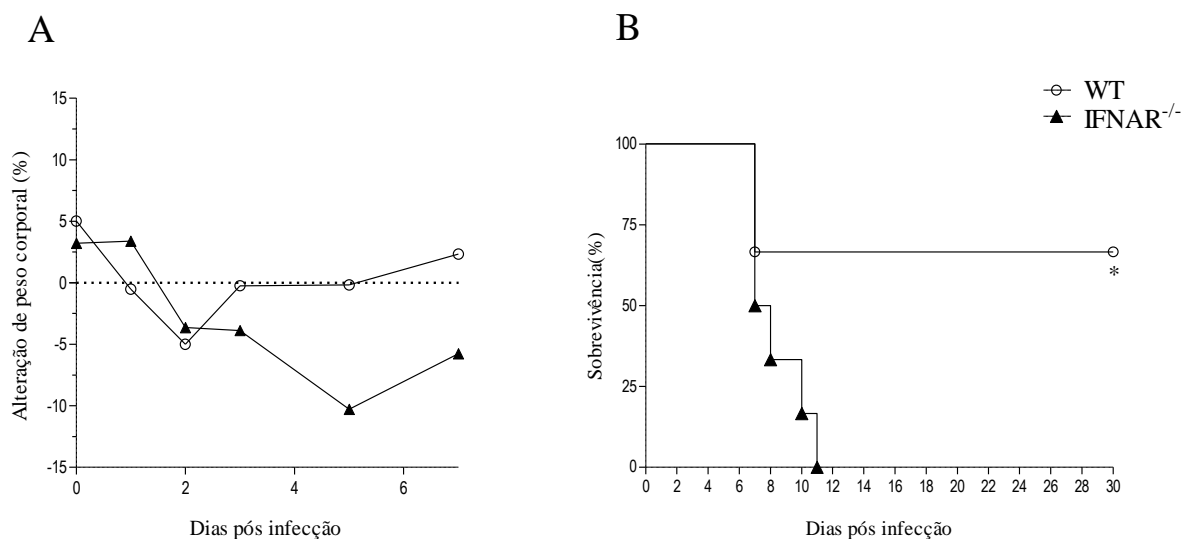 A
B
WT
IFNAR-/-
Alteração de peso corporal (%)
15
10
5
0
-5
-10
-15
0
2
4
6
Dias pós infecção
Sobrevivência(%)
100
75
50
25
0
*
0 2 4 6 8 10 12 14 16 18 20 22 24 26 28 30
Dias pós infecção